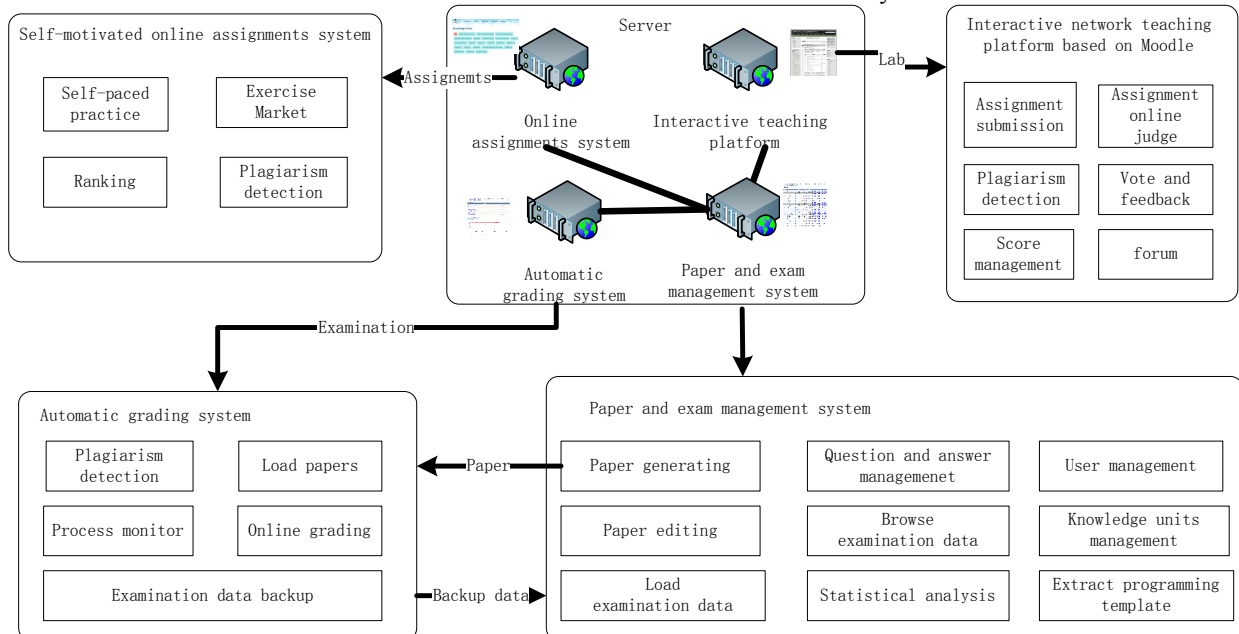 Self-motivated online assignments system
Self-paced
practice
Exercise
Market
Ranking
Plagiarism
detection
Assignemts
Server
Online
assignments system
Interactive teaching
platform
Automatic
grading system
Paper and exam
management system
Lab
Interactive network teaching
platform based on Moodle
Assignment
submission
Assignment
online
judge
Plagiarism
detection
Vote and
feedback
Score
management
forum
Examination
Automatic grading system
Plagiarism
detection
Load papers
Process monitor
Online grading
Examination data backup
Paper
Backup data
Paper and exam management system
Paper generating
Question and answer
managemenet
User management
Paper editing
Browse
examination data
Knowledge units
management
Load
examination data
Statistical analysis
Extract programming
template